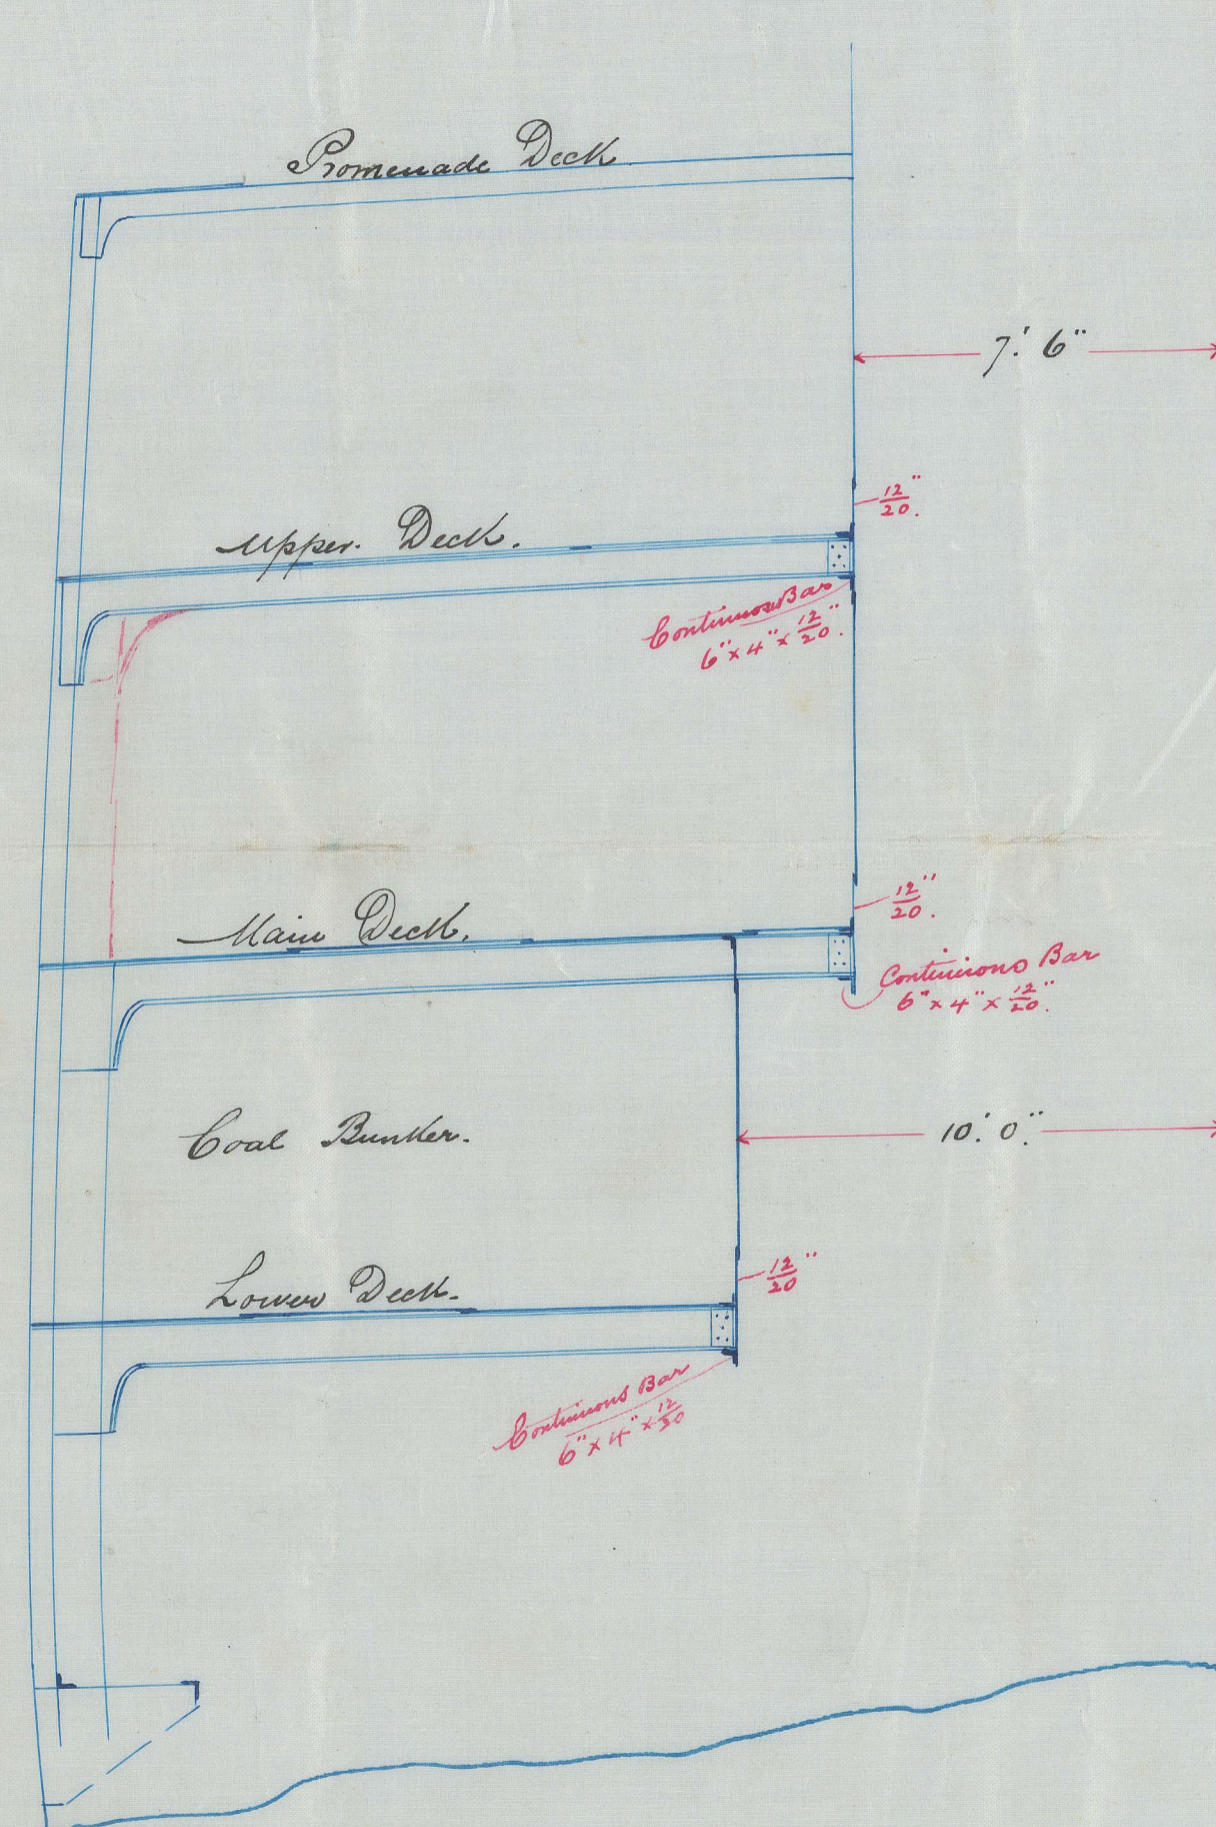 Promenade Deck
7'. 6"
12"/20.
Upper. Deck.
Continuous Bar
6" x 4" x 12"/20.
12"/20.
Main Deck.
Continuous Bar
6" x 4" x 12"/20.
Coal Bunker.
10'. 0".
12"/20
Lower Deck.
Continuous Bar
6" x 4" x 12/20